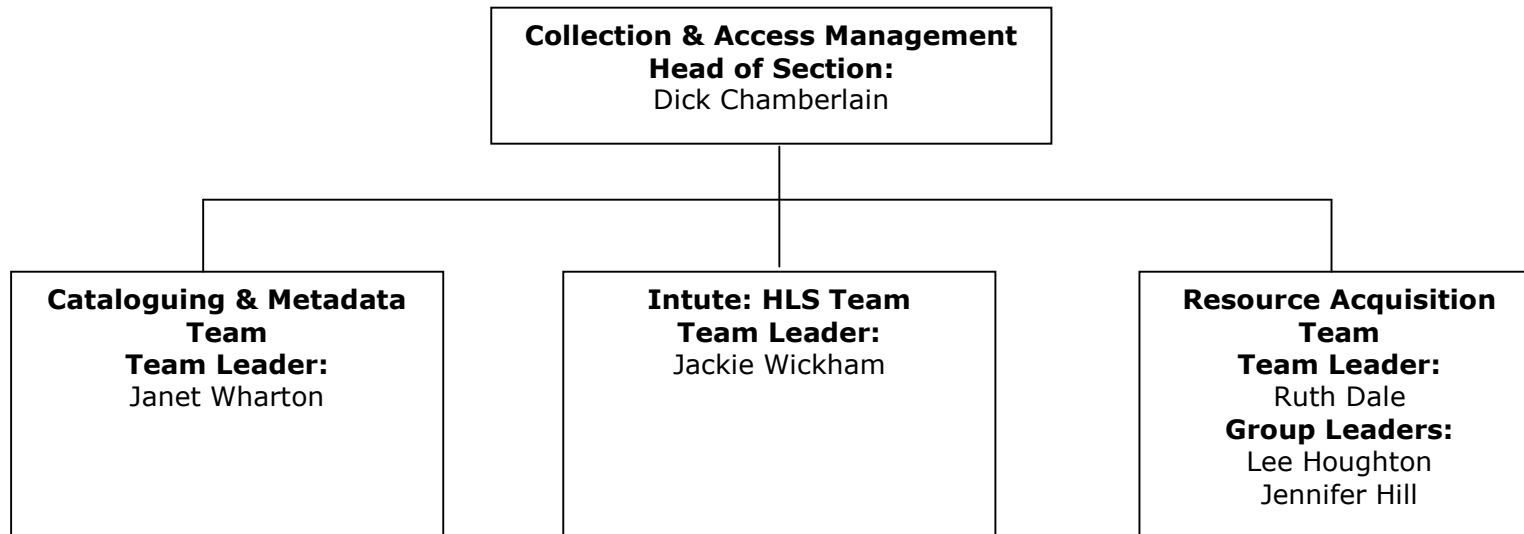 Collection & Access Management
Head of Section:
Dick Chamberlain
Cataloguing & Metadata
Team
Team Leader:
Janet Wharton
Intute: HLS Team
Team Leader:
Jackie Wickham
Resource Acquisition
Team
Team Leader:
Ruth Dale
Group Leaders:
Lee Houghton
Jennifer Hill